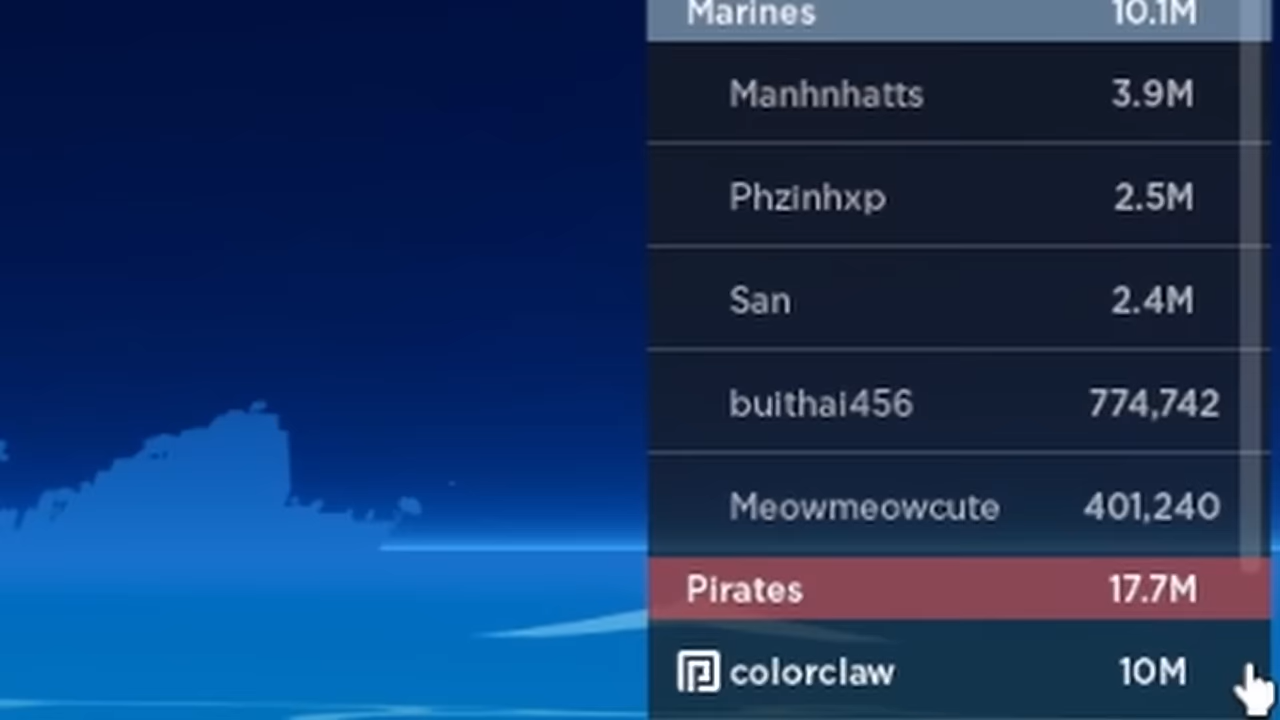 Marines 10.1M
Manhnhatts 3.9M
Phzinhxp 2.5M
San 2.4M
buithai456 774,742
Meowmeowcute 401,240
Pirates 17.7M
colorclaw 10M